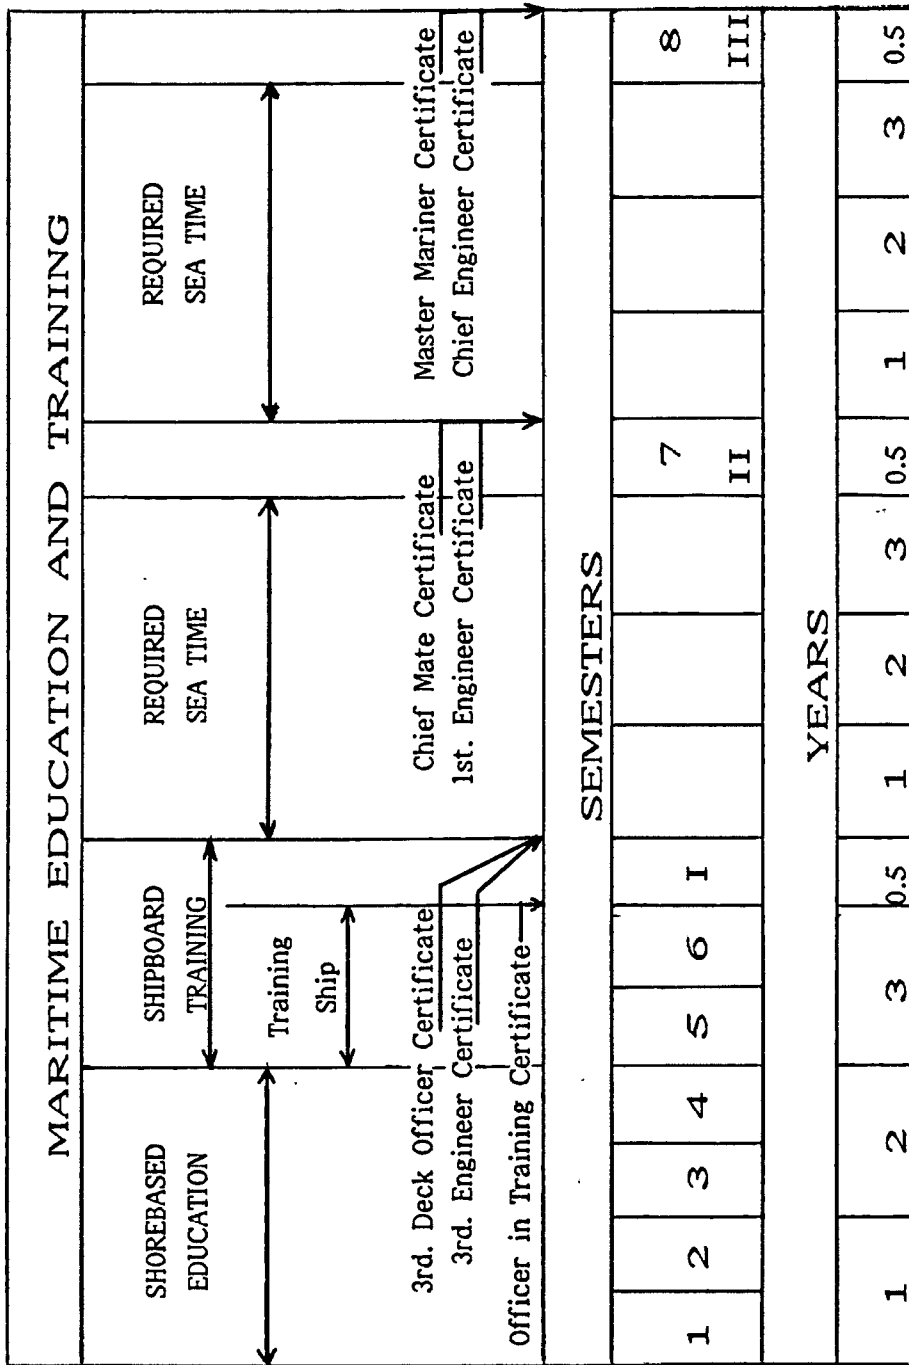 MARITIME EDUCATION AND TRAINING
SHOREBASED
EDUCATION
SHIPBOARD
TRAINING
REQUIRED
SEA TIME
REQUIRED
SEA TIME
Training
Ship
3rd. Deck Officer Certificate
3rd. Engineer Certificate
Officer in Training Certificate
Chief Mate Certificate
1st. Engineer Certificate
Master Mariner Certificate
Chief Engineer Certificate
SEMESTERS
1 2 3 4 5 6 I 7 8
II III
YEARS
1 2 3 0.5 1 2 3 0.5 1 2 3 0.5